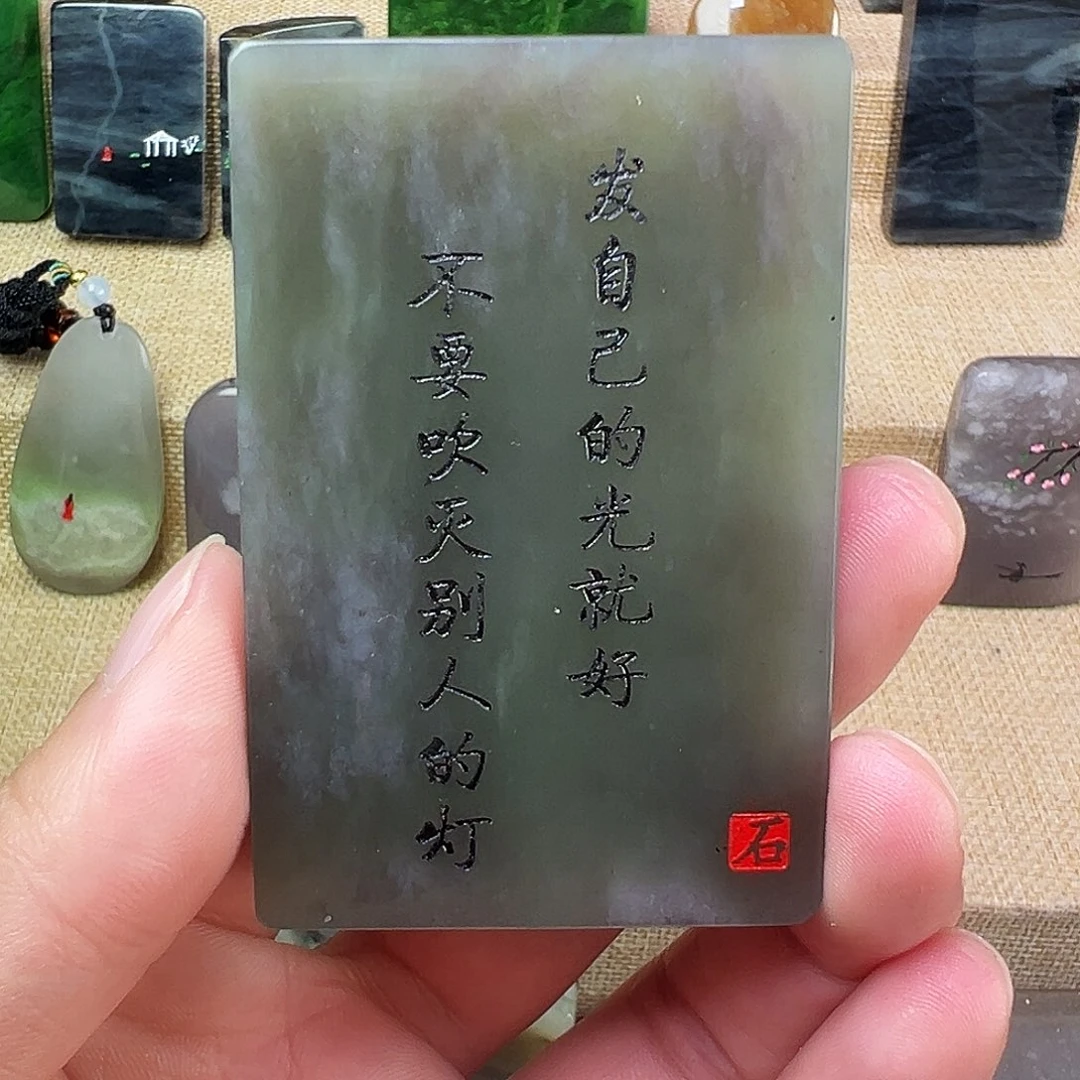 发自己的光就好
不要吹灭别人的灯
石